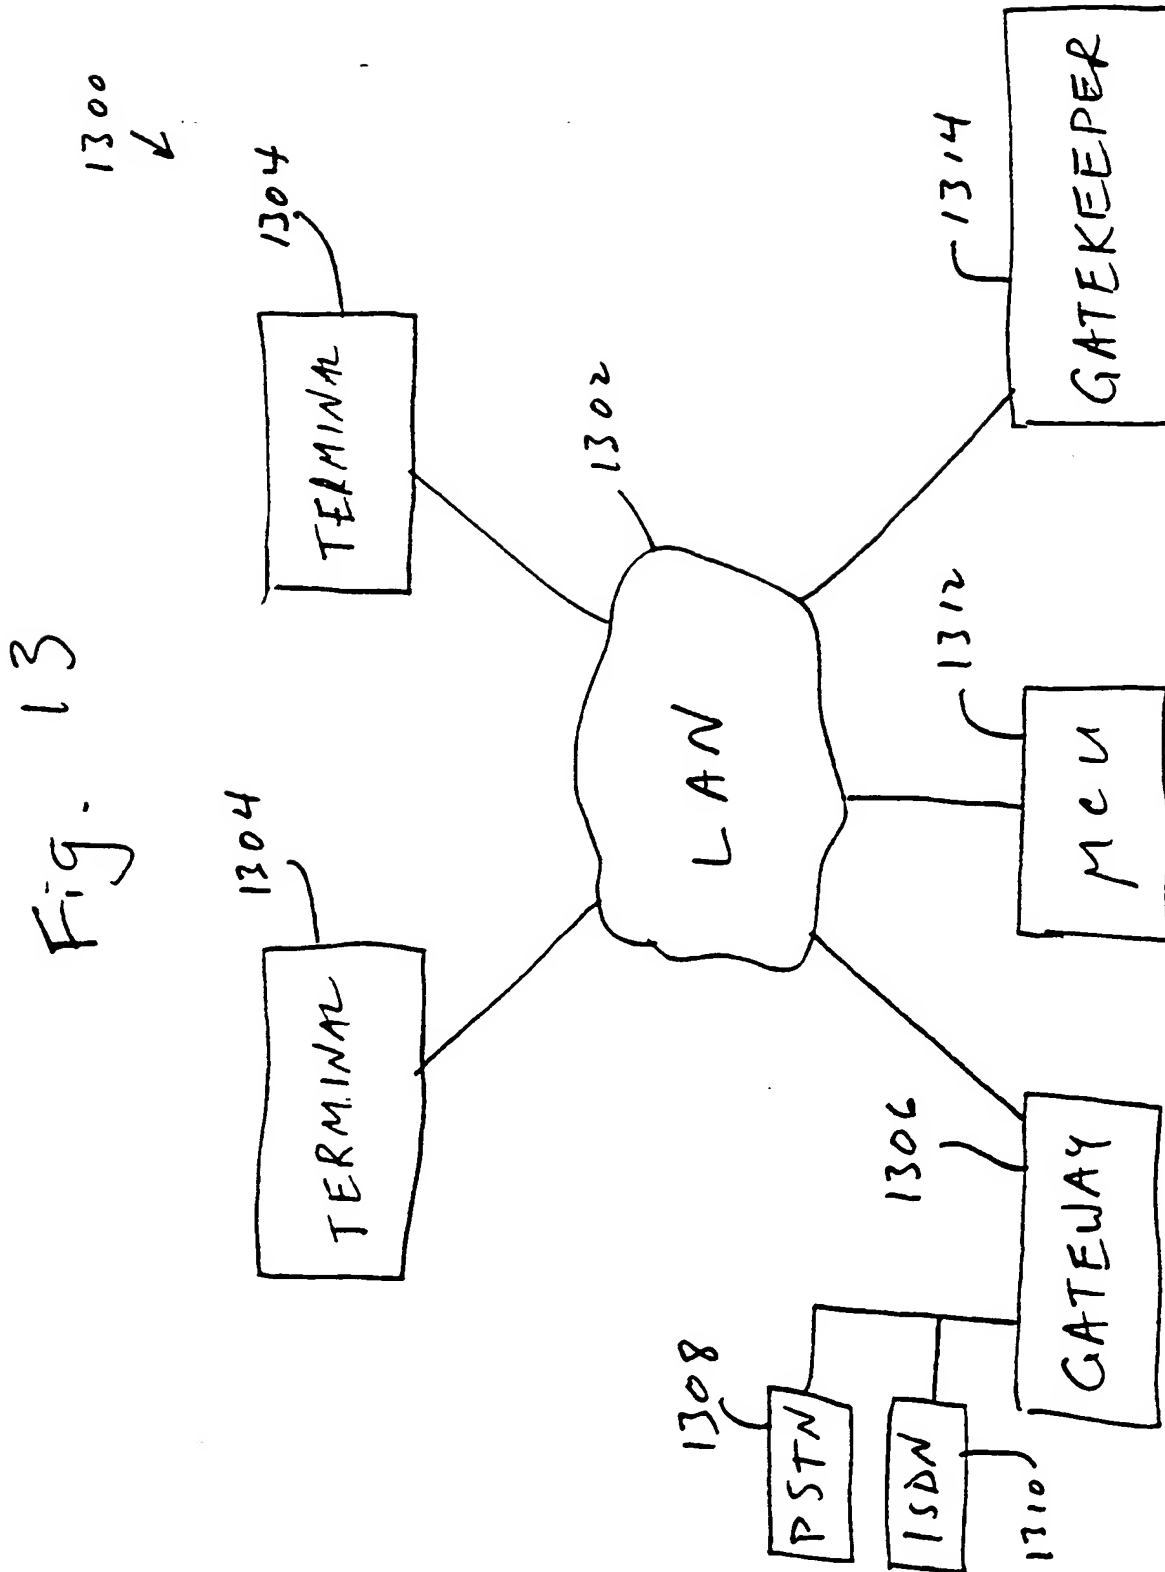 Fig. 13
1300
1304
1304
TERMINAL
TERMINAL
1302
LAN
1306
1312
1314
1308
PSTN
ISDN
1310
GATEWAY
MCU
GATEKEEPER